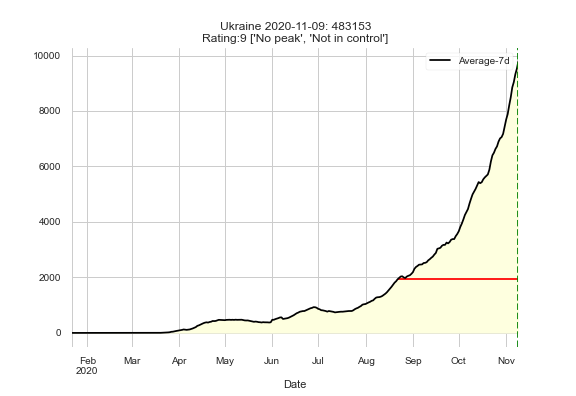 Ukraine 2020-11-09: 483153
Rating:9 ['No peak', 'Not in control']
Average-7d
10000
8000
6000
4000
2000
0
Feb Mar Apr May Jun Jul Aug Sep Oct Nov
2020
Date